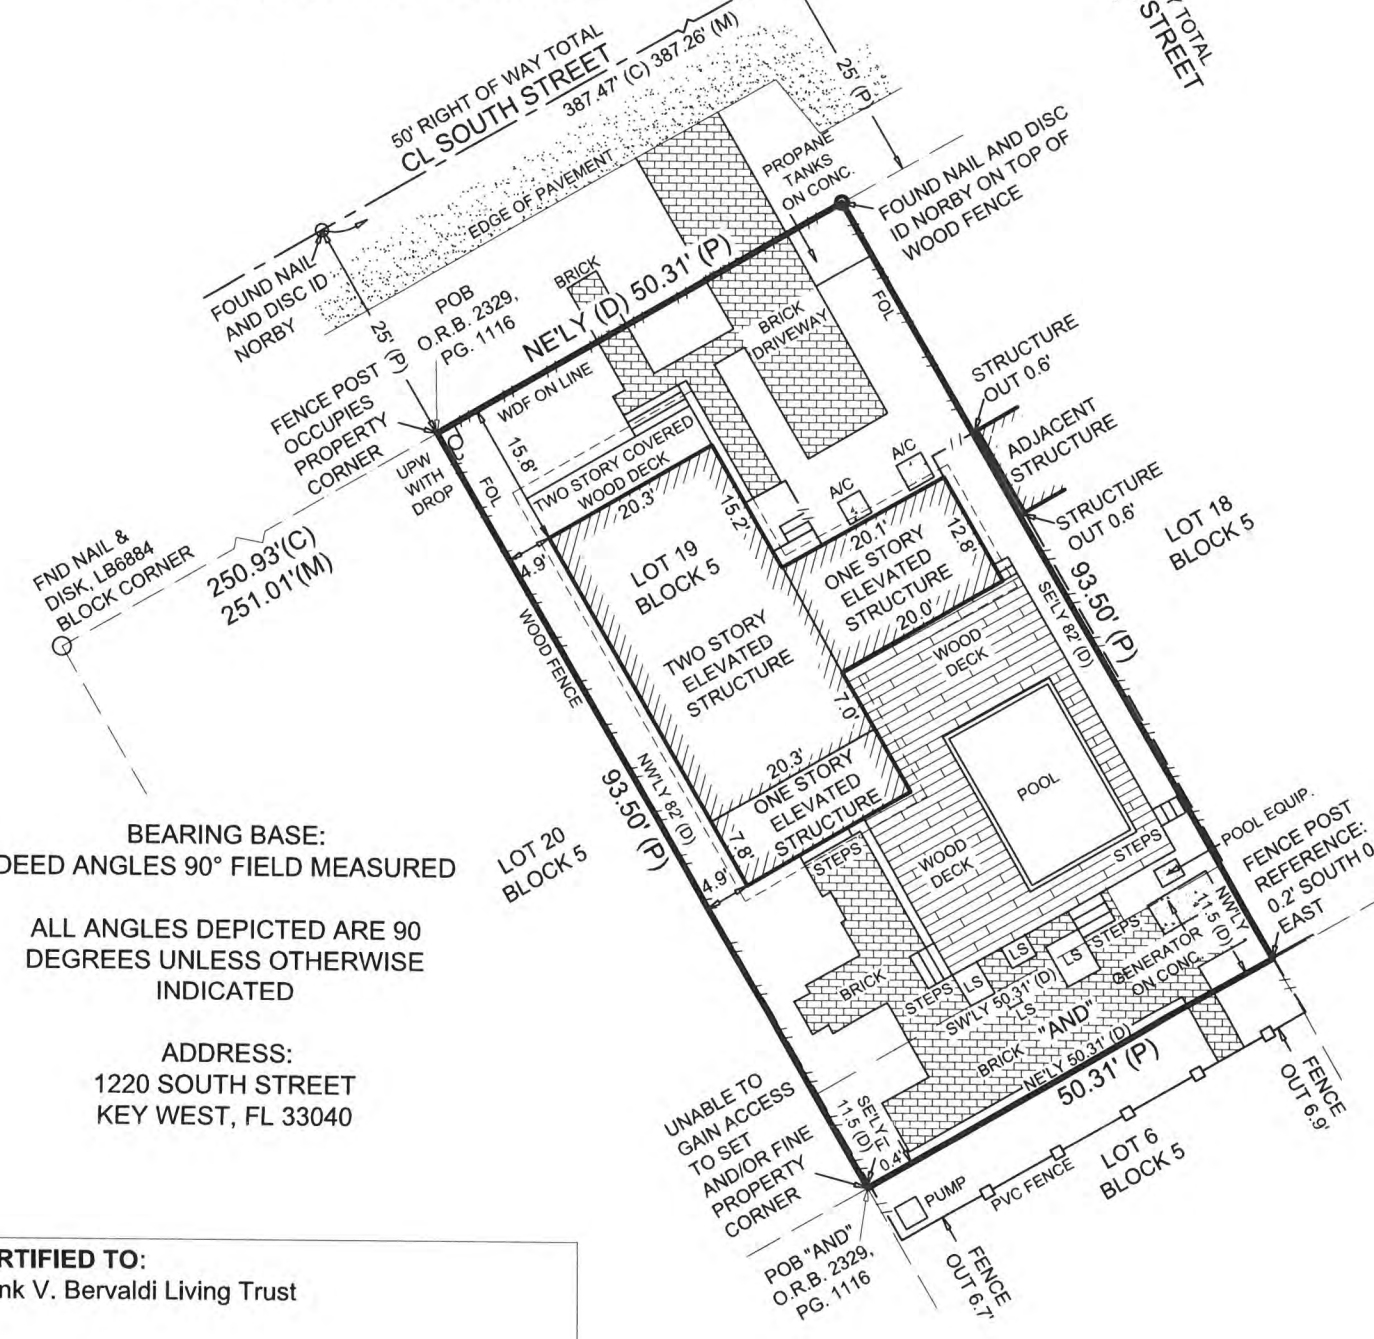 50' RIGHT OF WAY TOTAL
CL SOUTH STREET
387.47' (C) 387.26' (M)
25' (P)
TOTAL
STREET
EDGE OF PAVEMENT
PROPANE
TANKS
ON CONC.
FOUND NAIL AND DISC
ID NORBY ON TOP OF
WOOD FENCE
FOUND NAIL
AND DISC ID
NORBY
25' (P)
POB
O.R.B. 2329,
PG. 1116
BRICK
NE'LY (D) 50.31' (P)
BRICK
DRIVEWAY
FOL
FENCE POST
OCCUPIES
PROPERTY
CORNER
WDF ON LINE
STRUCTURE
OUT 0.6'
ADJACENT
STRUCTURE
STRUCTURE
OUT 0.6'
UPW
WITH
DROP
FOL
15.8'
TWO STORY COVERED
WOOD DECK
20.3'
15.2'
A/C
A/C
20.1'
12.8'
ONE STORY
ELEVATED
STRUCTURE
20.0'
LOT 18
BLOCK 5
FND NAIL &
DISK, LB6884
BLOCK CORNER
250.93'(C)
251.01'(M)
4.9'
LOT 19
BLOCK 5
TWO STORY
ELEVATED
STRUCTURE
WOOD FENCE
WOOD
DECK
SE'LY 82' (D)
93.50' (P)
7.0'
20.3'
ONE STORY
ELEVATED
STRUCTURE
7.8'
NW'LY 82' (D)
93.50' (P)
POOL
4.9'
STEPS
WOOD
DECK
STEPS
POOL EQUIP.
FENCE POST
REFERENCE:
0.2' SOUTH 0
EAST
LOT 20
BLOCK 5
BEARING BASE:
DEED ANGLES 90° FIELD MEASURED
ALL ANGLES DEPICTED ARE 90
DEGREES UNLESS OTHERWISE
INDICATED
ADDRESS:
1220 SOUTH STREET
KEY WEST, FL 33040
BRICK
STEPS
LS
LS
LS
STEPS
GENERATOR
ON CONC.
NW'LY
11.5 (D)
SW'LY 50.31' (D)
LS
"AND"
BRICK
NE'LY 50.31' (D)
50.31' (P)
SE'LY
11.5 (D)
0.4'
UNABLE TO
GAIN ACCESS
TO SET
AND/OR FINE
PROPERTY
CORNER
PUMP
PVC FENCE
LOT 6
BLOCK 5
FENCE
OUT 6.9'
FENCE
OUT 6.7'
POB "AND"
O.R.B. 2329,
PG. 1116
RTIFIED TO:
nk V. Bervaldi Living Trust